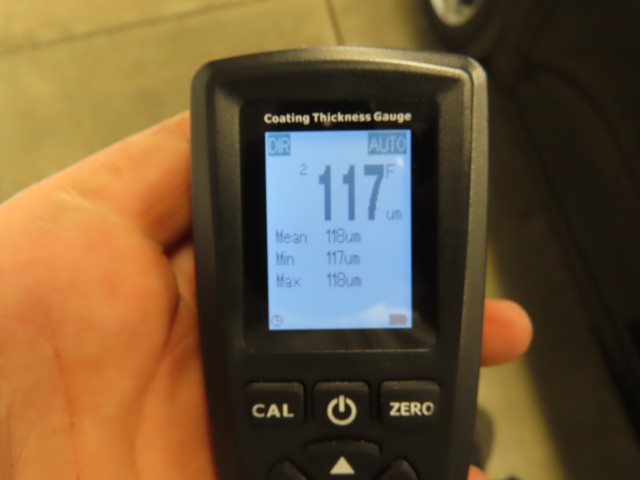 Coating Thickness Gauge
DIR AUTO
2 117 F
um
Mean 118um
Min 117um
Max 118um
CAL ZERO